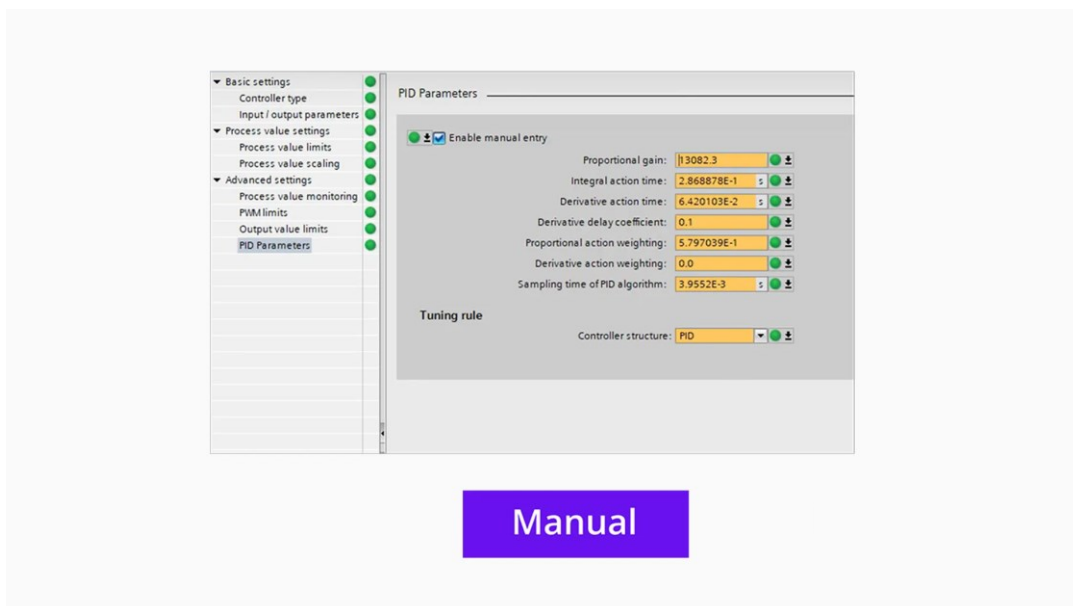 Basic settings
Controller type
Input / output parameters
Process value settings
Process value limits
Process value scaling
Advanced settings
Process value monitoring
PWM limits
Output value limits
PID Parameters
PID Parameters
Enable manual entry
Proportional gain: 13082.3
Integral action time: 2.868878E-1 s
Derivative action time: 6.420103E-2 s
Derivative delay coefficient: 0.1
Proportional action weighting: 5.797039E-1
Derivative action weighting: 0.0
Sampling time of PID algorithm: 3.9552E-3 s
Tuning rule
Controller structure: PID
Manual